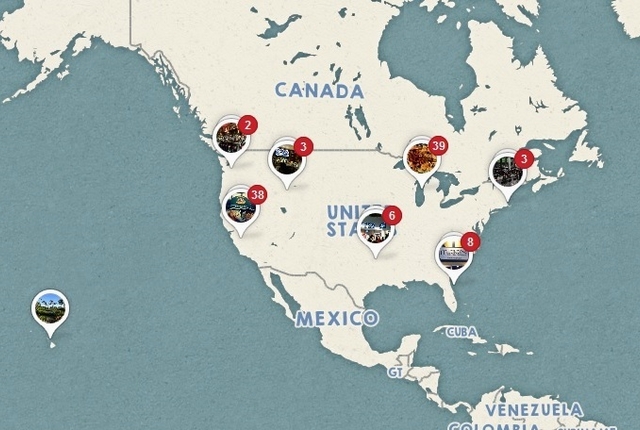 CANADA
2
3
39
3
38
UNITED
STATES
6
8
MEXICO
CUBA
GT
VENEZUELA
COLOMBIA